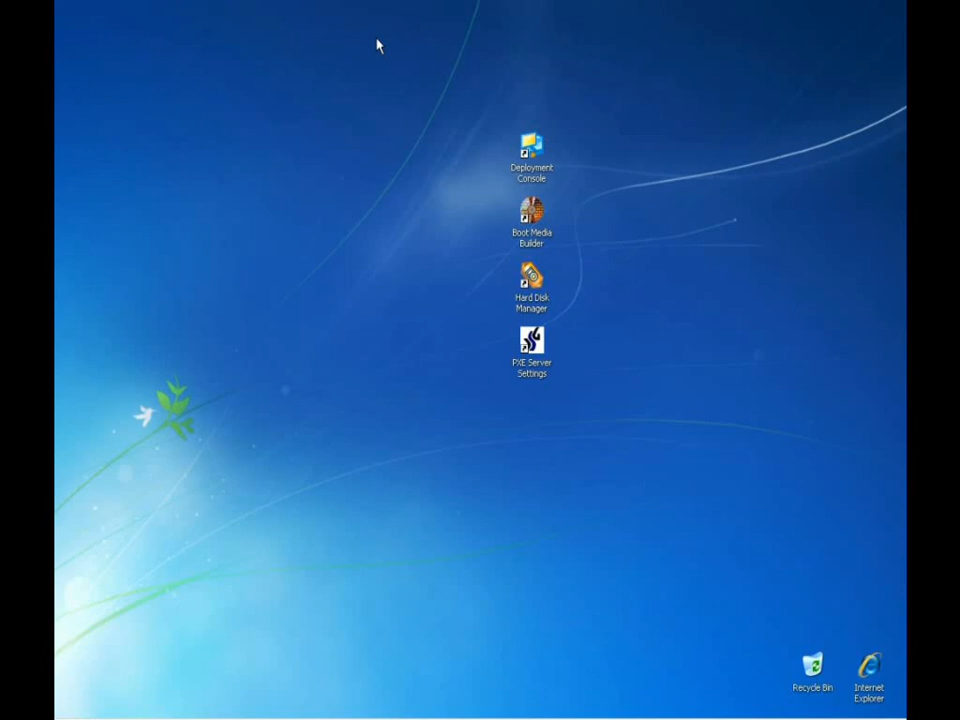 Deployment
Console
Boot Media
Builder
Hard Disk
Manager
PXE Server
Settings
Recycle Bin
Internet
Explorer